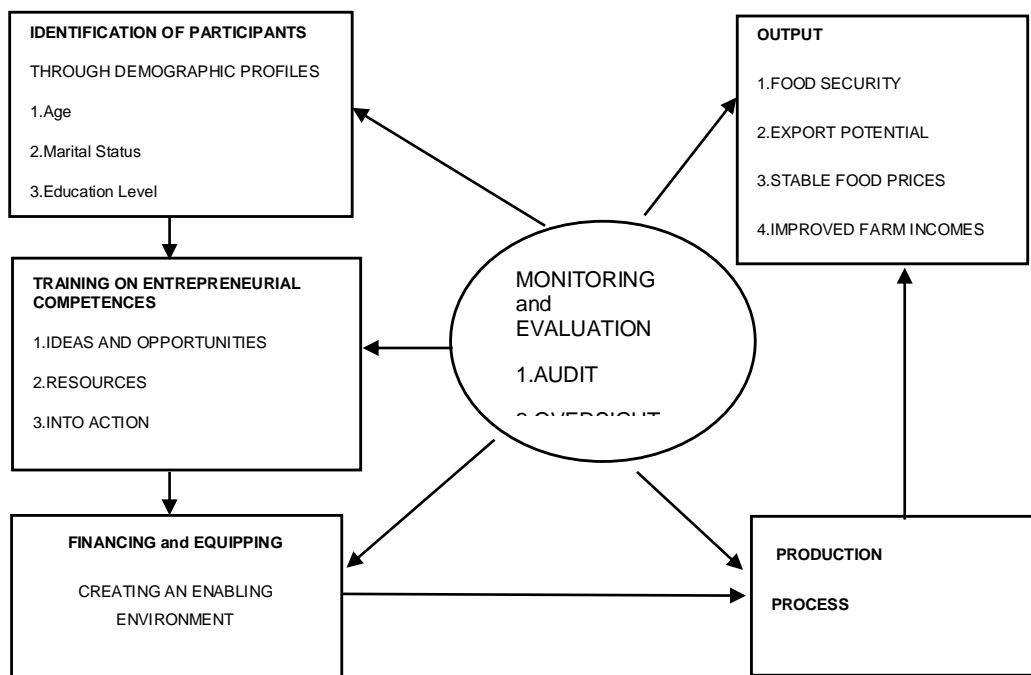 IDENTIFICATION OF PARTICIPANTS
THROUGH DEMOGRAPHIC PROFILES
1.Age
2.Marital Status
3.Education Level
TRAINING ON ENTREPRENEURIAL
COMPETENCES
1.IDEAS AND OPPORTUNITIES
2.RESOURCES
3.INTO ACTION
FINANCING and EQUIPPING
CREATING AN ENABLING
ENVIRONMENT
MONITORING
and
EVALUATION
1.AUDIT
2.OVERSIGHT
OUTPUT
1.FOOD SECURITY
2.EXPORT POTENTIAL
3.STABLE FOOD PRICES
4.IMPROVED FARM INCOMES
PRODUCTION
PROCESS